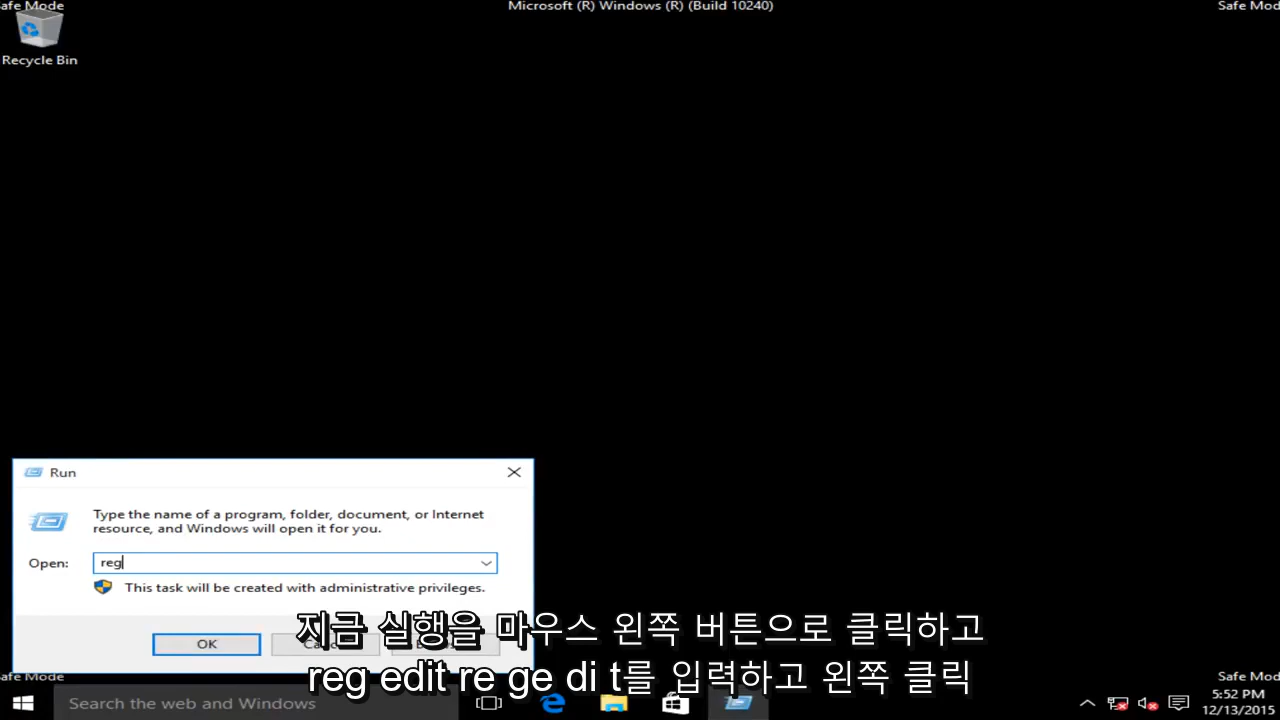 afe Mode
Microsoft (R) Windows (R) (Build 10240)
Safe Mod
Recycle Bin
Run
Type the name of a program, folder, document, or Internet
resource, and Windows will open it for you.
Open:
reg
This task will be created with administrative privileges.
OK
지금 실행을 마우스 왼쪽 버튼으로 클릭하고
reg edit re ge di t를 입력하고 왼쪽 클릭
afe Mode
Safe Mod
Search the web and Windows
5:52 PM
12/13/2015